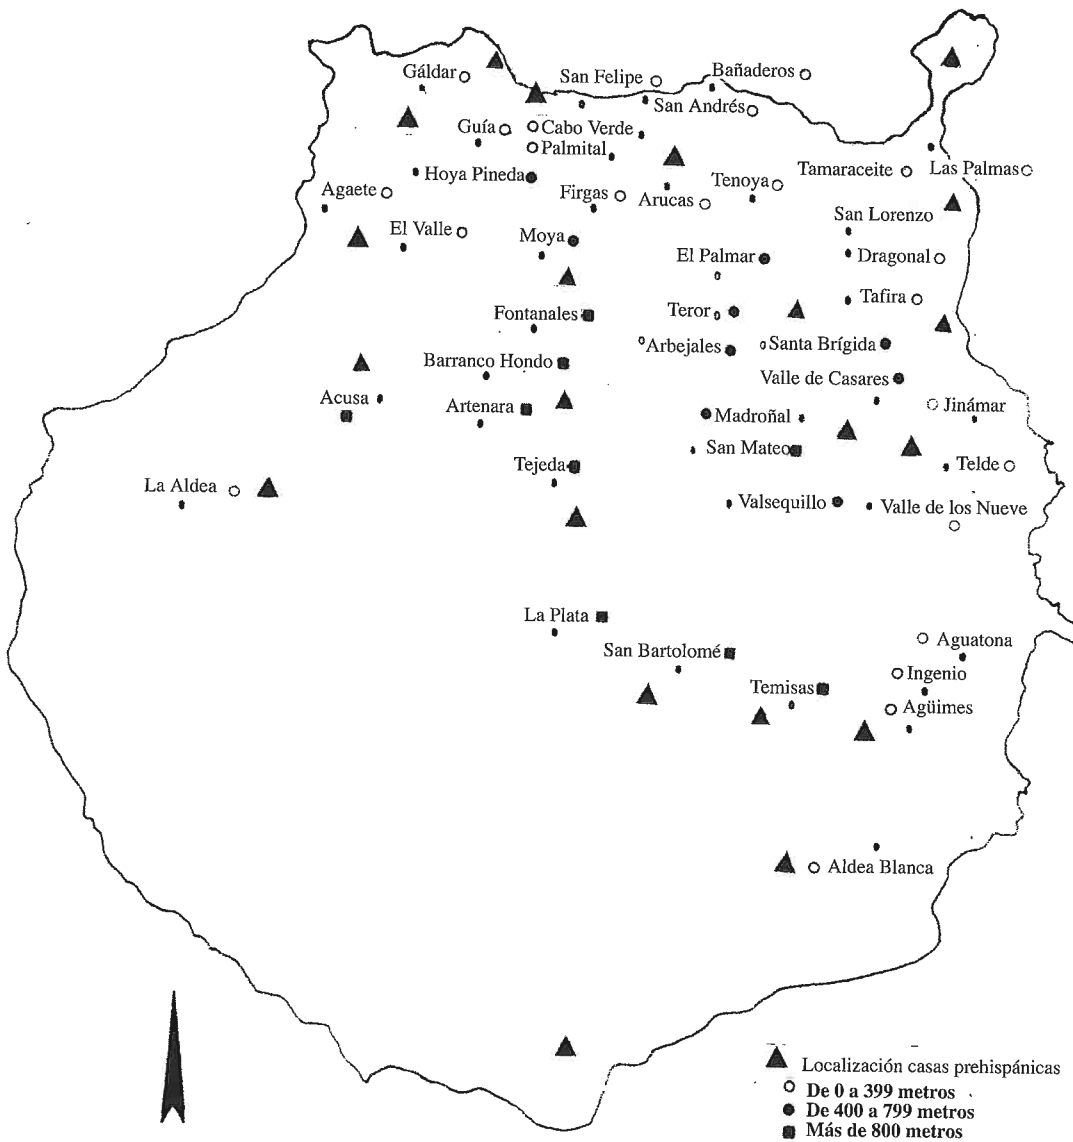 Gáldar
San Felipe
Bañaderos
San Andrés
Guía
Cabo Verde
Palmital
Hoya Pineda
Agaete
Firgas
Arucas
Tenoya
Tamaraceite
Las Palmas
San Lorenzo
El Valle
Moya
El Palmar
Dragonal
Tafira
Fontanales
Teror
Arbejales
Santa Brígida
Barranco Hondo
Valle de Casares
Acusa
Artenara
Madroñal
Jinámar
San Mateo
Tejeda
Telde
La Aldea
Valsequillo
Valle de los Nueve
La Plata
San Bartolomé
Aguatona
Ingenio
Temisas
Agüimes
Aldea Blanca
Localización casas prehispánicas
De 0 a 399 metros
De 400 a 799 metros
Más de 800 metros